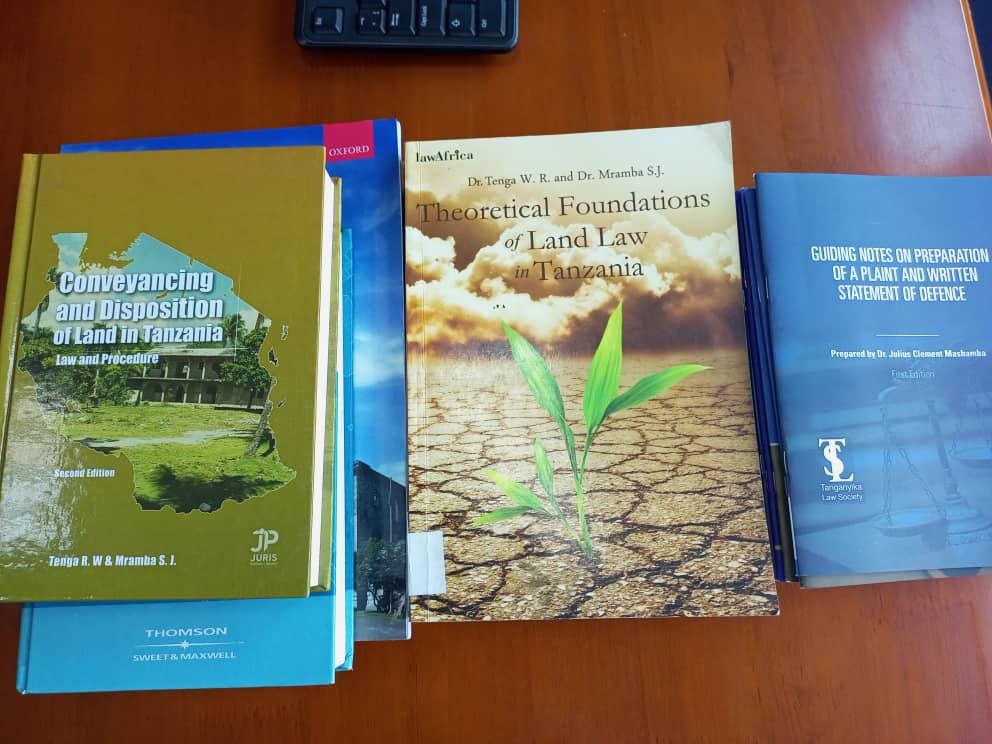 Conveyancing
and Disposition
of Land in Tanzania
Law and Procedure
Second Edition
JP
JURIS
Tenga R. W & Mramba S. J.
THOMSON
SWEET & MAXWELL
OXFORD
lawAfrica
Dr. Tenga W. R. and Dr. Mramba S.J.
Theoretical Foundations
of Land Law
in Tanzania
GUIDING NOTES ON PREPARATION
OF A PLAINT AND WRITTEN
STATEMENT OF DEFENCE
Prepared by Dr. Julius Clement Mashamba
First Edition
TLS
Tanganyika
Law Society
Esc
Ctrl